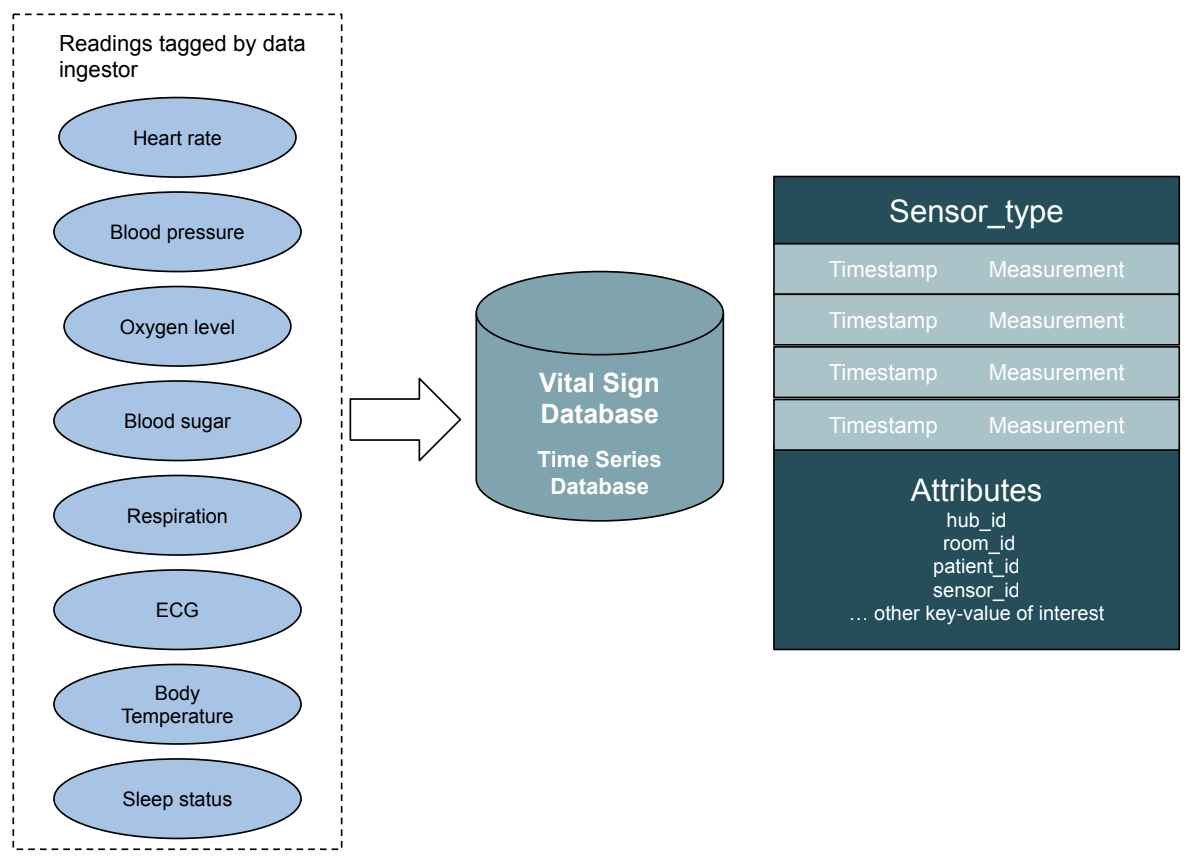 Readings tagged by data
ingestor
Heart rate
Blood pressure
Oxygen level
Blood sugar
Respiration
ECG
Body
Temperature
Sleep status
Vital Sign
Database
Time Series
Database
Sensor_type
Timestamp Measurement
Timestamp Measurement
Timestamp Measurement
Timestamp Measurement
Attributes
hub_id
room_id
patient_id
sensor_id
… other key-value of interest